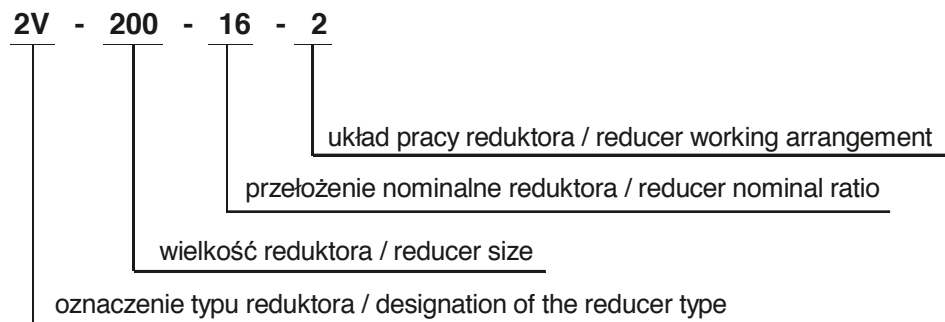 2V - 200 - 16 - 2
układ pracy reduktora / reducer working arrangement
przełożenie nominalne reduktora / reducer nominal ratio
wielkość reduktora / reducer size
oznaczenie typu reduktora / designation of the reducer type